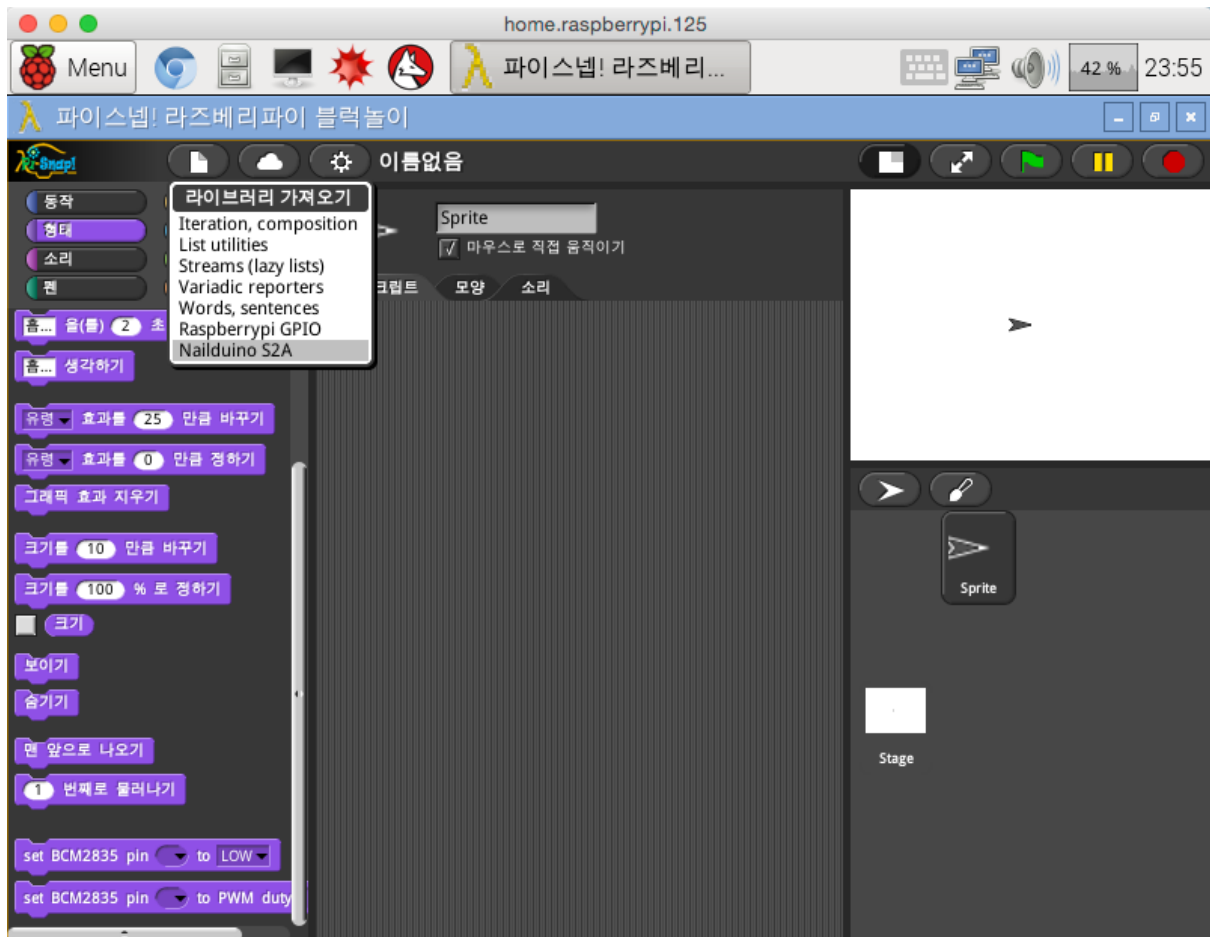 home.raspberrypi.125
Menu
파이스넵! 라즈베리...
42 %
23:55
파이스넵! 라즈베리파이 블럭놀이
Snap!
이름없음
동작
형태
소리
펜
라이브러리 가져오기
Iteration, composition
List utilities
Streams (lazy lists)
Variadic reporters
Words, sentences
Raspberrypi GPIO
Nailduino S2A
Sprite
마우스로 직접 움직이기
크립트
모양
소리
흠... 을(를) 2 초
흠... 생각하기
유령 효과를 25 만큼 바꾸기
유령 효과를 0 만큼 정하기
그래픽 효과 지우기
크기를 10 만큼 바꾸기
크기를 100 % 로 정하기
크기
보이기
숨기기
맨 앞으로 나오기
1 번째로 물러나기
set BCM2835 pin to LOW
set BCM2835 pin to PWM duty
Sprite
Stage